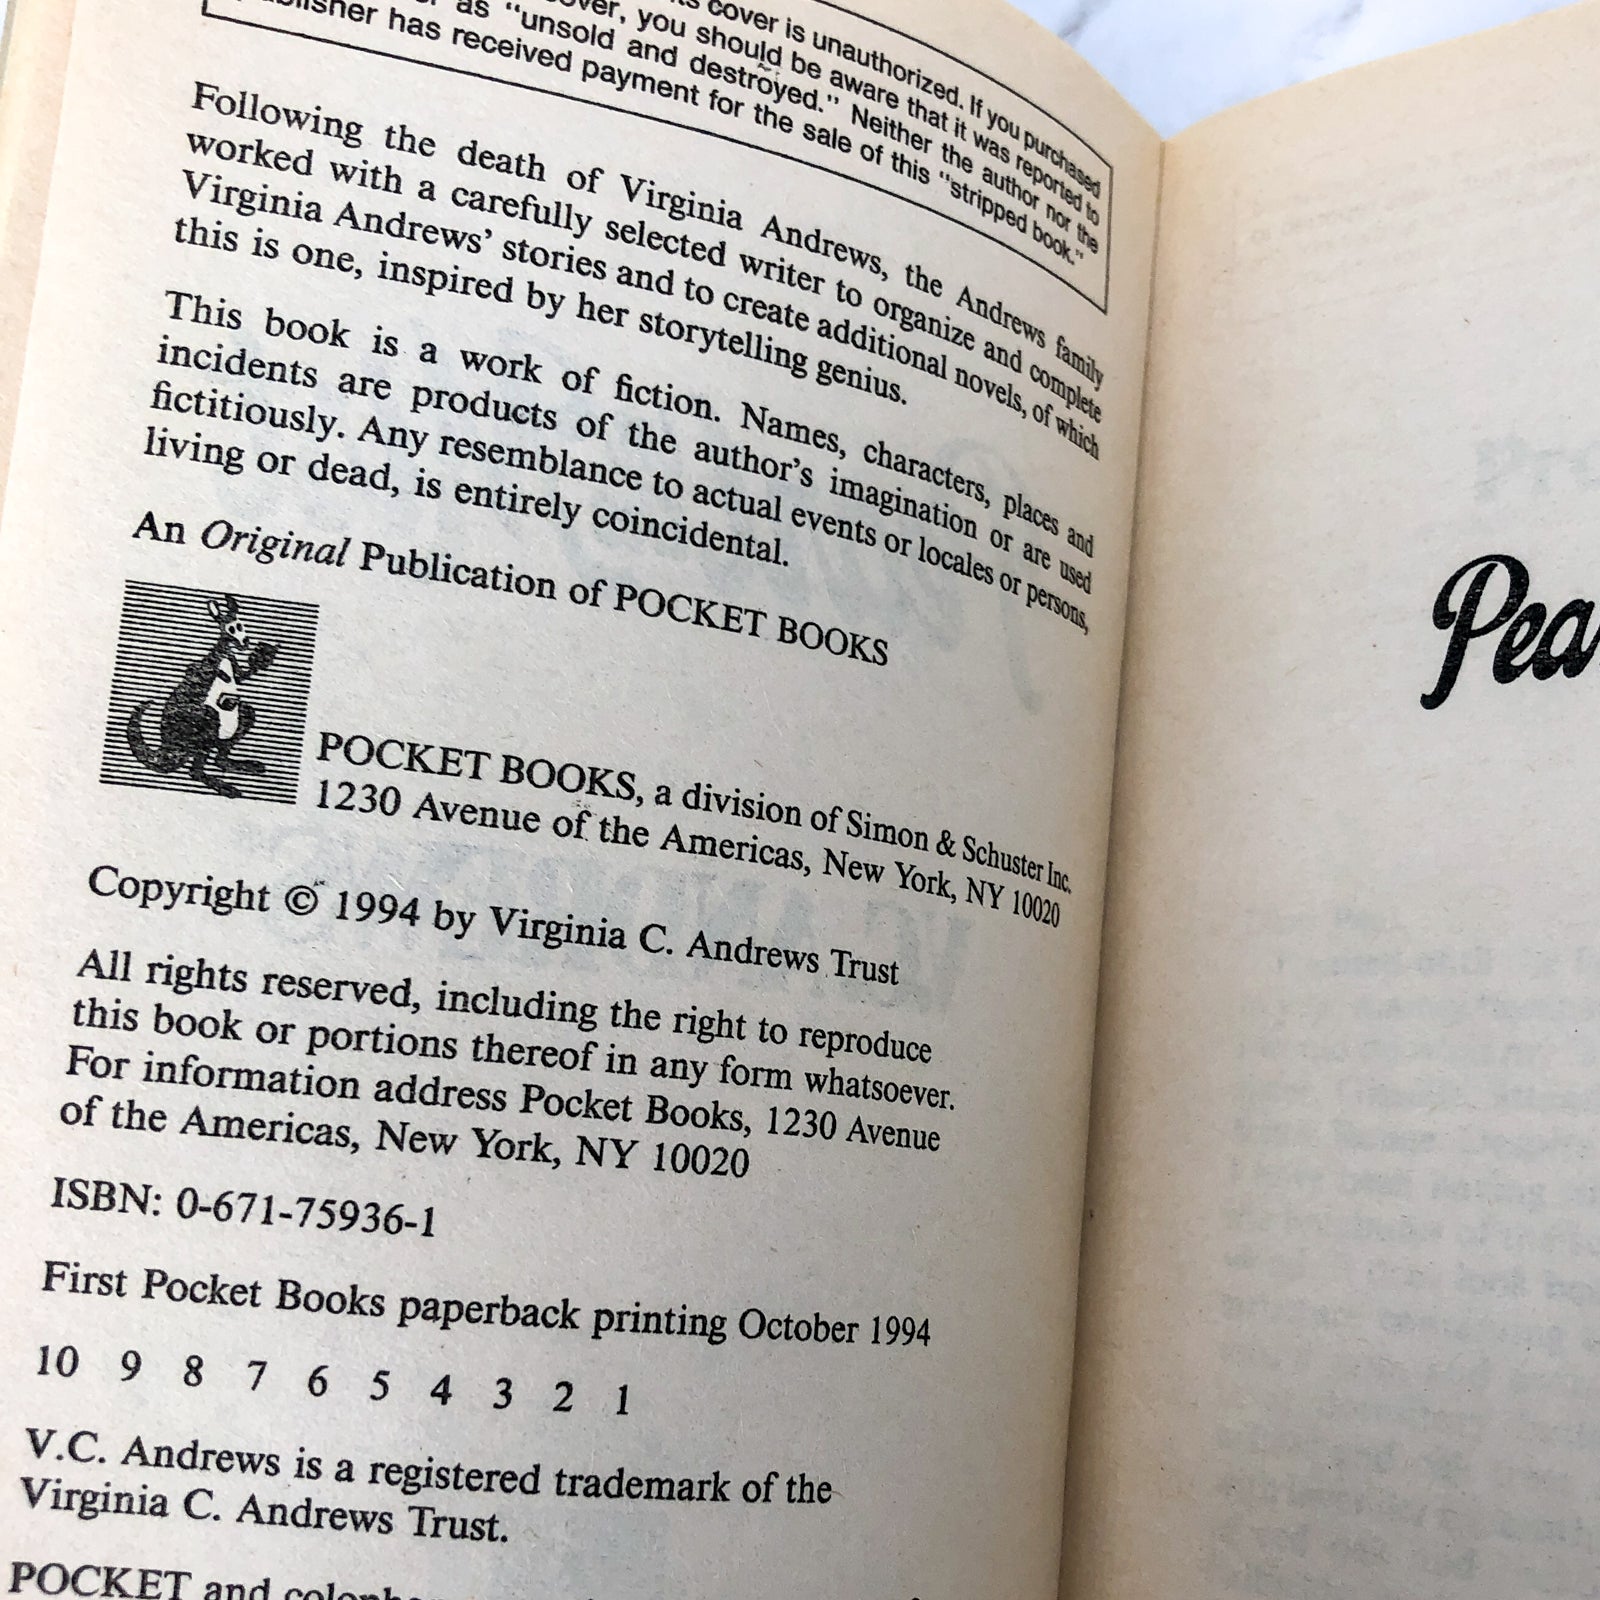 cover is unauthorized. If you purchased
over, you should be aware that it was reported to
as "unsold and destroyed." Neither the author nor the
has received payment for the sale of this "stripped book."
Following the death of Virginia Andrews, the Andrews family
worked with a carefully selected writer to organize and complete
Virginia Andrews' stories and to create additional novels, of which
this is one, inspired by her storytelling genius.
This book is a work of fiction. Names, characters, places and
incidents are products of the author's imagination or are used
fictitiously. Any resemblance to actual events or locales or persons,
living or dead, is entirely coincidental.
An Original Publication of POCKET BOOKS
POCKET BOOKS, a division of Simon & Schuster Inc.
1230 Avenue of the Americas, New York, NY 10020
Copyright © 1994 by Virginia C. Andrews Trust
All rights reserved, including the right to reproduce
this book or portions thereof in any form whatsoever.
For information address Pocket Books, 1230 Avenue
of the Americas, New York, NY 10020
ISBN: 0-671-75936-1
First Pocket Books paperback printing October 1994
10 9 8 7 6 5 4 3 2 1
V.C. Andrews is a registered trademark of the
Virginia C. Andrews Trust.
POCKET and
Pea